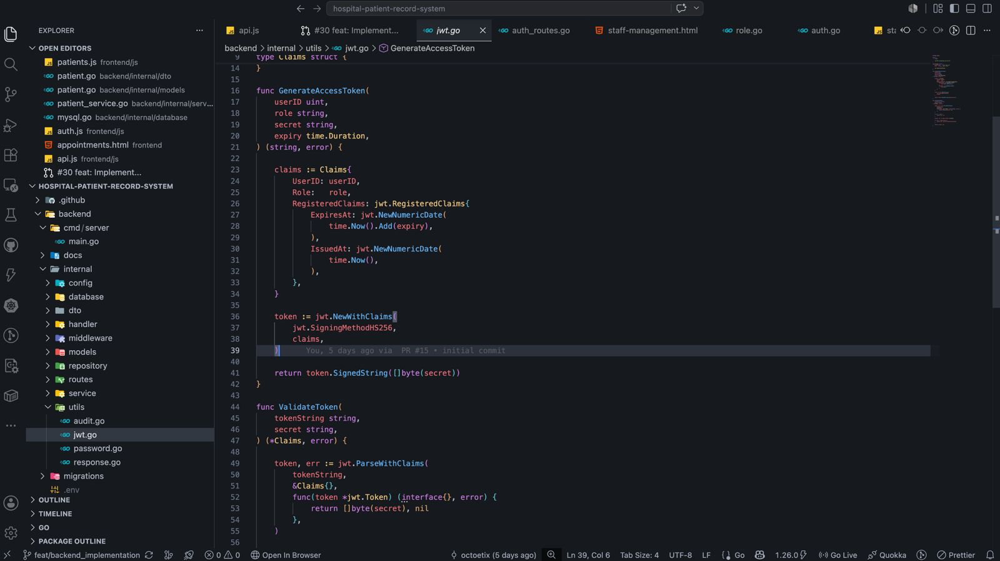 hospital-patient-record-system
EXPLORER
OPEN EDITORS
patients.js frontend/js
patient.go backend/internal/dto
patient.go backend/internal/models
patient_service.go backend/internal/serv...
mysql.go backend/internal/database
auth.js frontend/js
appointments.html frontend
api.js frontend/js
#30 feat: Implement...
HOSPITAL-PATIENT-RECORD-SYSTEM
.github
backend
cmd/server
main.go
docs
internal
config
database
dto
handler
middleware
models
repository
routes
service
utils
audit.go
jwt.go
password.go
response.go
migrations
.env
OUTLINE
TIMELINE
GO
PACKAGE OUTLINE
api.js #30 feat: Implement... jwt.go auth_routes.go staff-management.html role.go auth.go sta
backend > internal > utils > jwt.go > GenerateAccessToken
9 type Claims struct {
14 }
15
16 func GenerateAccessToken(
17 userID uint,
18 role string,
19 secret string,
20 expiry time.Duration,
21 ) (string, error) {
22
23 claims := Claims{
24 UserID: userID,
25 Role: role,
26 RegisteredClaims: jwt.RegisteredClaims{
27 ExpiresAt: jwt.NewNumericDate(
28 time.Now().Add(expiry),
29 ),
30 IssuedAt: jwt.NewNumericDate(
31 time.Now(),
32 ),
33 },
34 }
35
36 token := jwt.NewWithClaims(
37 jwt.SigningMethodHS256,
38 claims,
39 ) You, 5 days ago via PR #15 • initial commit
40
41 return token.SignedString([]byte(secret))
42 }
43
44 func ValidateToken(
45 tokenString string,
46 secret string,
47 ) (*Claims, error) {
48
49 token, err := jwt.ParseWithClaims(
50 tokenString,
51 &Claims{},
52 func(token *jwt.Token) (interface{}, error) {
53 return []byte(secret), nil
54 },
55 )
56
feat/backend_implementation 0 0 Open In Browser octoetix (5 days ago) Ln 39, Col 6 Tab Size: 4 UTF-8 LF Go 1.26.0 Go Live Quokka Prettier